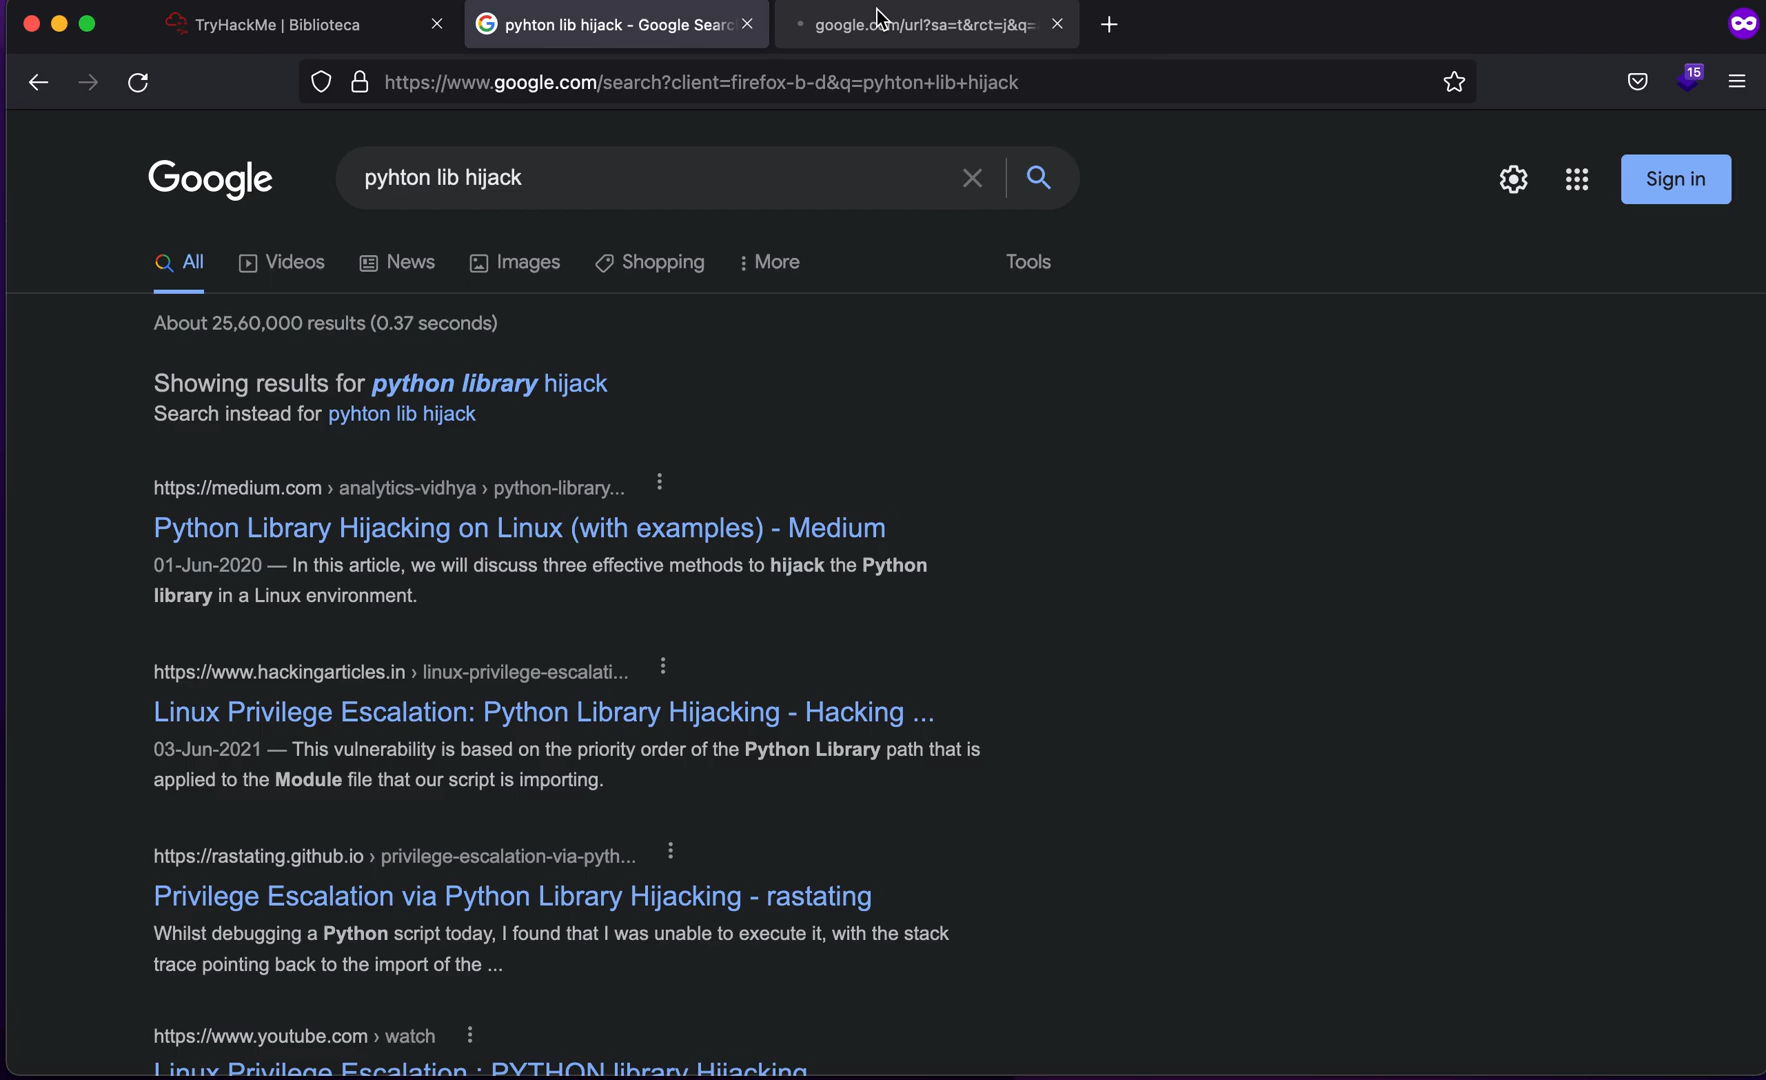 TryHackMe | Biblioteca
pyhton lib hijack - Google Searc
google.com/url?sa=t&rct=j&q=
https://www.google.com/search?client=firefox-b-d&q=pyhton+lib+hijack
15
Google
pyhton lib hijack
Sign in
All
Videos
News
Images
Shopping
More
Tools
About 25,60,000 results (0.37 seconds)
Showing results for python library hijack
Search instead for pyhton lib hijack
https://medium.com › analytics-vidhya › python-library...
Python Library Hijacking on Linux (with examples) - Medium
01-Jun-2020 — In this article, we will discuss three effective methods to hijack the Python
library in a Linux environment.
https://www.hackingarticles.in › linux-privilege-escalati...
Linux Privilege Escalation: Python Library Hijacking - Hacking ...
03-Jun-2021 — This vulnerability is based on the priority order of the Python Library path that is
applied to the Module file that our script is importing.
https://rastating.github.io › privilege-escalation-via-pyth...
Privilege Escalation via Python Library Hijacking - rastating
Whilst debugging a Python script today, I found that I was unable to execute it, with the stack
trace pointing back to the import of the ...
https://www.youtube.com › watch
Linux Privilege Escalation : PYTHON library Hijacking